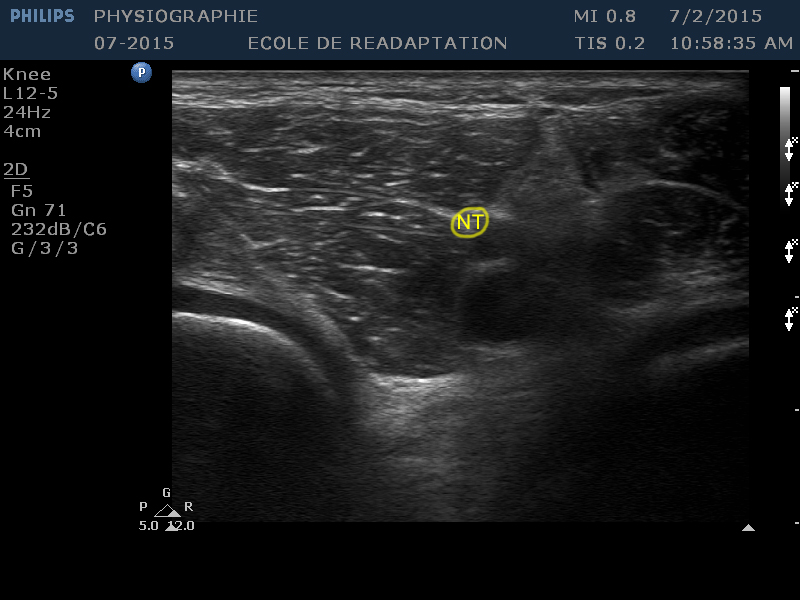 PHILIPS PHYSIOGRAPHIE MI 0.8 7/2/2015
07-2015 ECOLE DE READAPTATION TIS 0.2 10:58:35 AM
Knee
P
L12-5
24Hz
4cm
2D
F5
Gn 71
232dB/C6
G/3/3
NT
G
P R
5.0 12.0